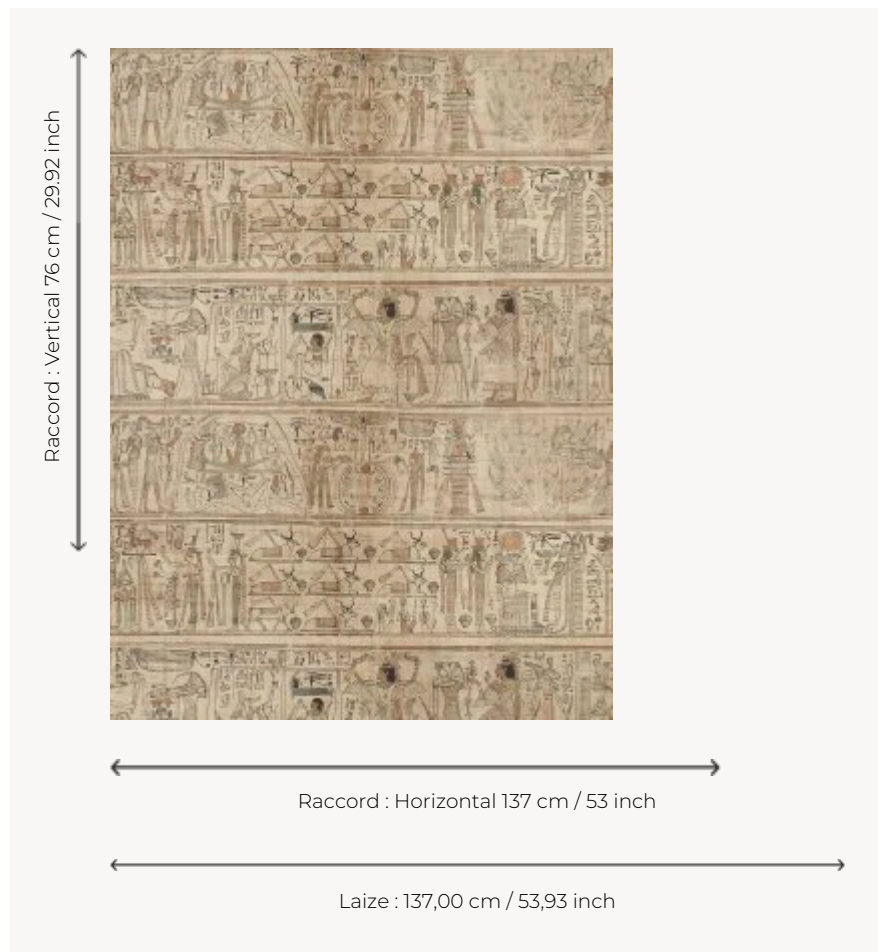 Raccord : Vertical 76 cm / 29.92 inch
Raccord : Horizontal 137 cm / 53 inch
Laize : 137,00 cm / 53,93 inch